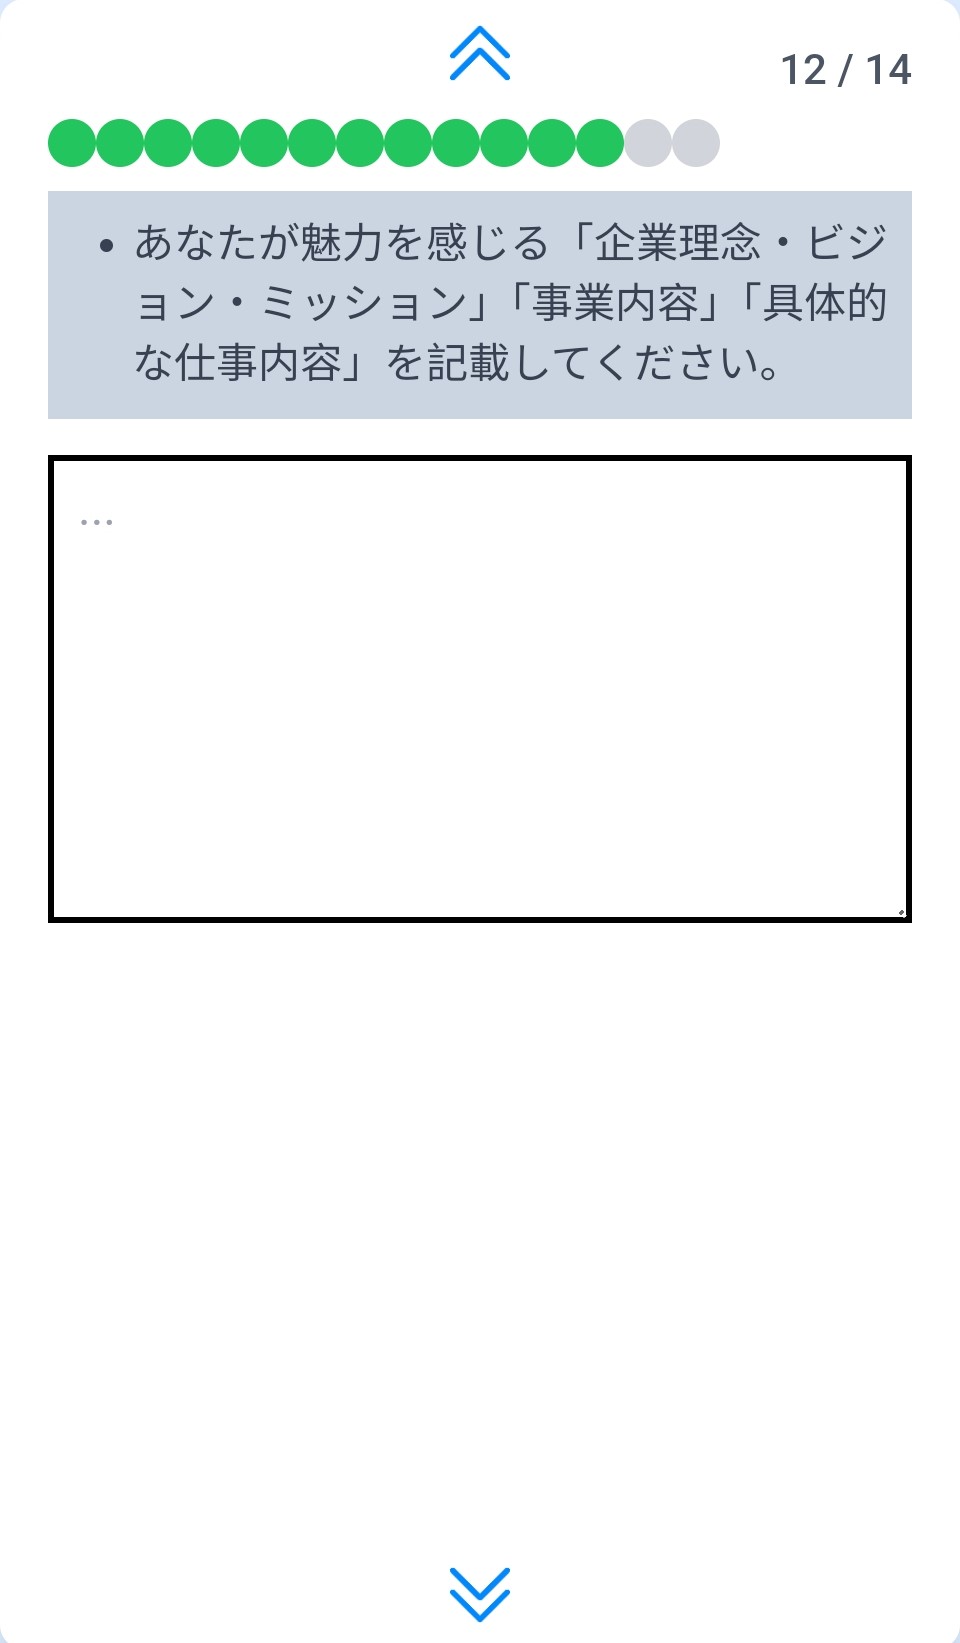 12 / 14
• あなたが魅力を感じる「企業理念・ビジ
ョン・ミッション」「事業内容」「具体的
な仕事内容」を記載してください。
...